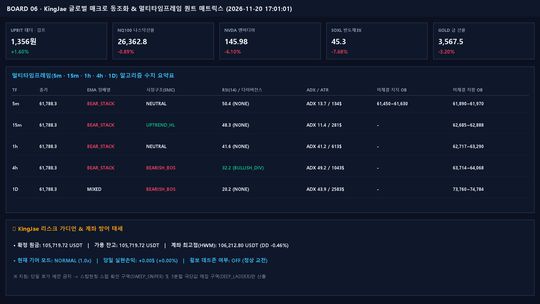 BOARD 06 · KingJae 글로벌 매크로 동조화 & 멀티타임프레임 퀀트 매트릭스 (2026-11-20 17:01:01)
UPBIT 테더 · 김프
1,356원
+1.60%
NQ100 나스닥선물
26,362.8
-0.89%
NVDA 엔비디아
145.98
-4.10%
SOXL 반도체3X
45.3
-7.68%
GOLD 금 선물
3,567.5
-3.20%
멀티타임프레임(5m · 15m · 1h · 4h · 1D) 알고리즘 수치 요약표
TF 종가 EMA 정배열 시장구조(SMC) RSI(14) / 다이버전스 ADX / ATR 미체결 지지 OB 미체결 저항 OB
5m 61,788.3 BEAR_STACK NEUTRAL 50.4 (NONE) ADX 13.7 / 134$ 61,450~61,630 61,890~61,970
15m 61,788.3 BEAR_STACK UPTREND_HL 48.3 (NONE) ADX 11.4 / 281$ - 62,685~62,888
1h 61,788.3 BEAR_STACK NEUTRAL 41.6 (NONE) ADX 41.2 / 613$ - 62,717~63,290
4h 61,788.3 BEAR_STACK BEARISH_BOS 32.2 (BULLISH_DIV) ADX 49.2 / 1043$ - 63,714~64,068
1D 61,788.3 MIXED BEARISH_BOS 20.2 (NONE) ADX 43.9 / 2583$ - 73,760~74,784
KingJae 리스크 가디언 & 계좌 방어 태세
• 확정 원금: 105,719.72 USDT | 가용 잔고: 105,719.72 USDT | 계좌 최고점(HWM): 106,212.80 USDT (DD -0.46%)
• 현재 기어 모드: NORMAL (1.0x) | 당일 실현손익: +0.00$ (+0.00%) | 휩쏘 데드존 여부: OFF (정상 교전)